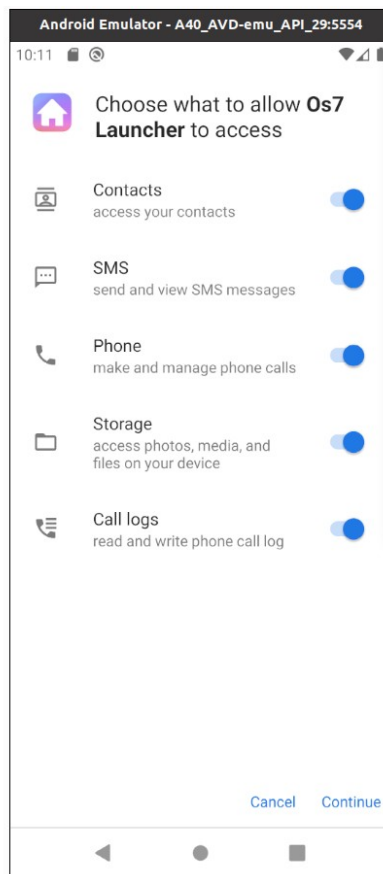 Android Emulator - A40_AVD-emu_API_29:5554
10:11
Choose what to allow Os7
Launcher to access
Contacts
access your contacts
SMS
send and view SMS messages
Phone
make and manage phone calls
Storage
access photos, media, and
files on your device
Call logs
read and write phone call log
Cancel Continue